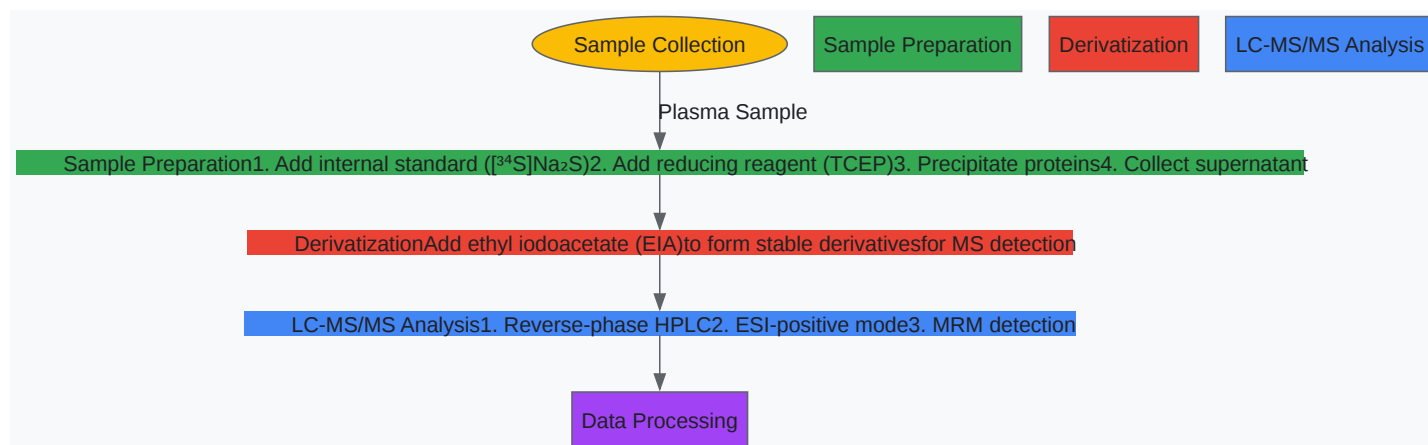 Sample Collection
Sample Preparation
Derivatization
LC-MS/MS Analysis
Plasma Sample
Sample Preparation1. Add internal standard ([³⁴S]Na₂S)2. Add reducing reagent (TCEP)3. Precipitate proteins4. Collect supernatant
DerivatizationAdd ethyl iodoacetate (EIA)to form stable derivativesfor MS detection
LC-MS/MS Analysis1. Reverse-phase HPLC2. ESI-positive mode3. MRM detection
Data Processing